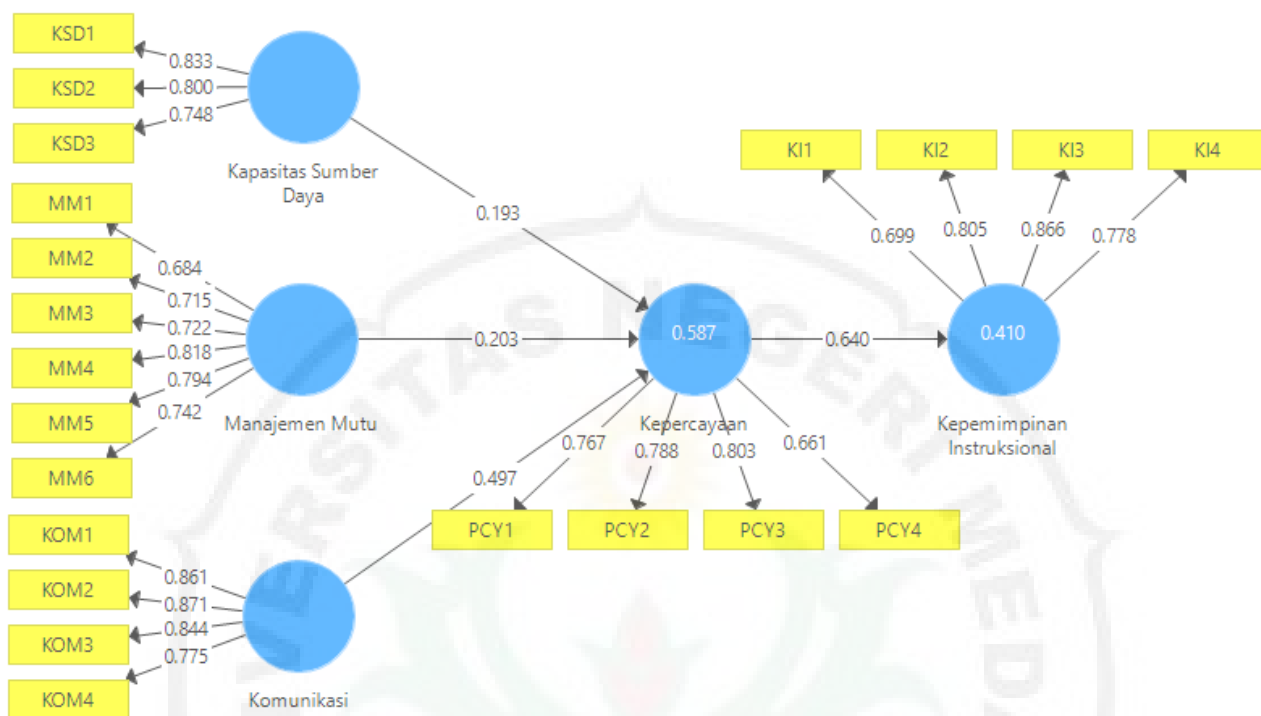 KSD1
KSD2
KSD3
0.833
0.800
0.748
Kapasitas Sumber
Daya
MM1
MM2
MM3
MM4
MM5
MM6
0.684
0.715
0.722
0.818
0.794
0.742
Manajemen Mutu
KOM1
KOM2
KOM3
KOM4
0.861
0.871
0.844
0.775
Komunikasi
0.193
0.203
0.497
0.587
Kepercayaan
0.767
0.788
0.803
0.661
PCY1
PCY2
PCY3
PCY4
0.640
KI1
KI2
KI3
KI4
0.699
0.805
0.866
0.778
0.410
Kepemimpinan
Instruksional
UNIVERSITAS NEGERI MEDAN